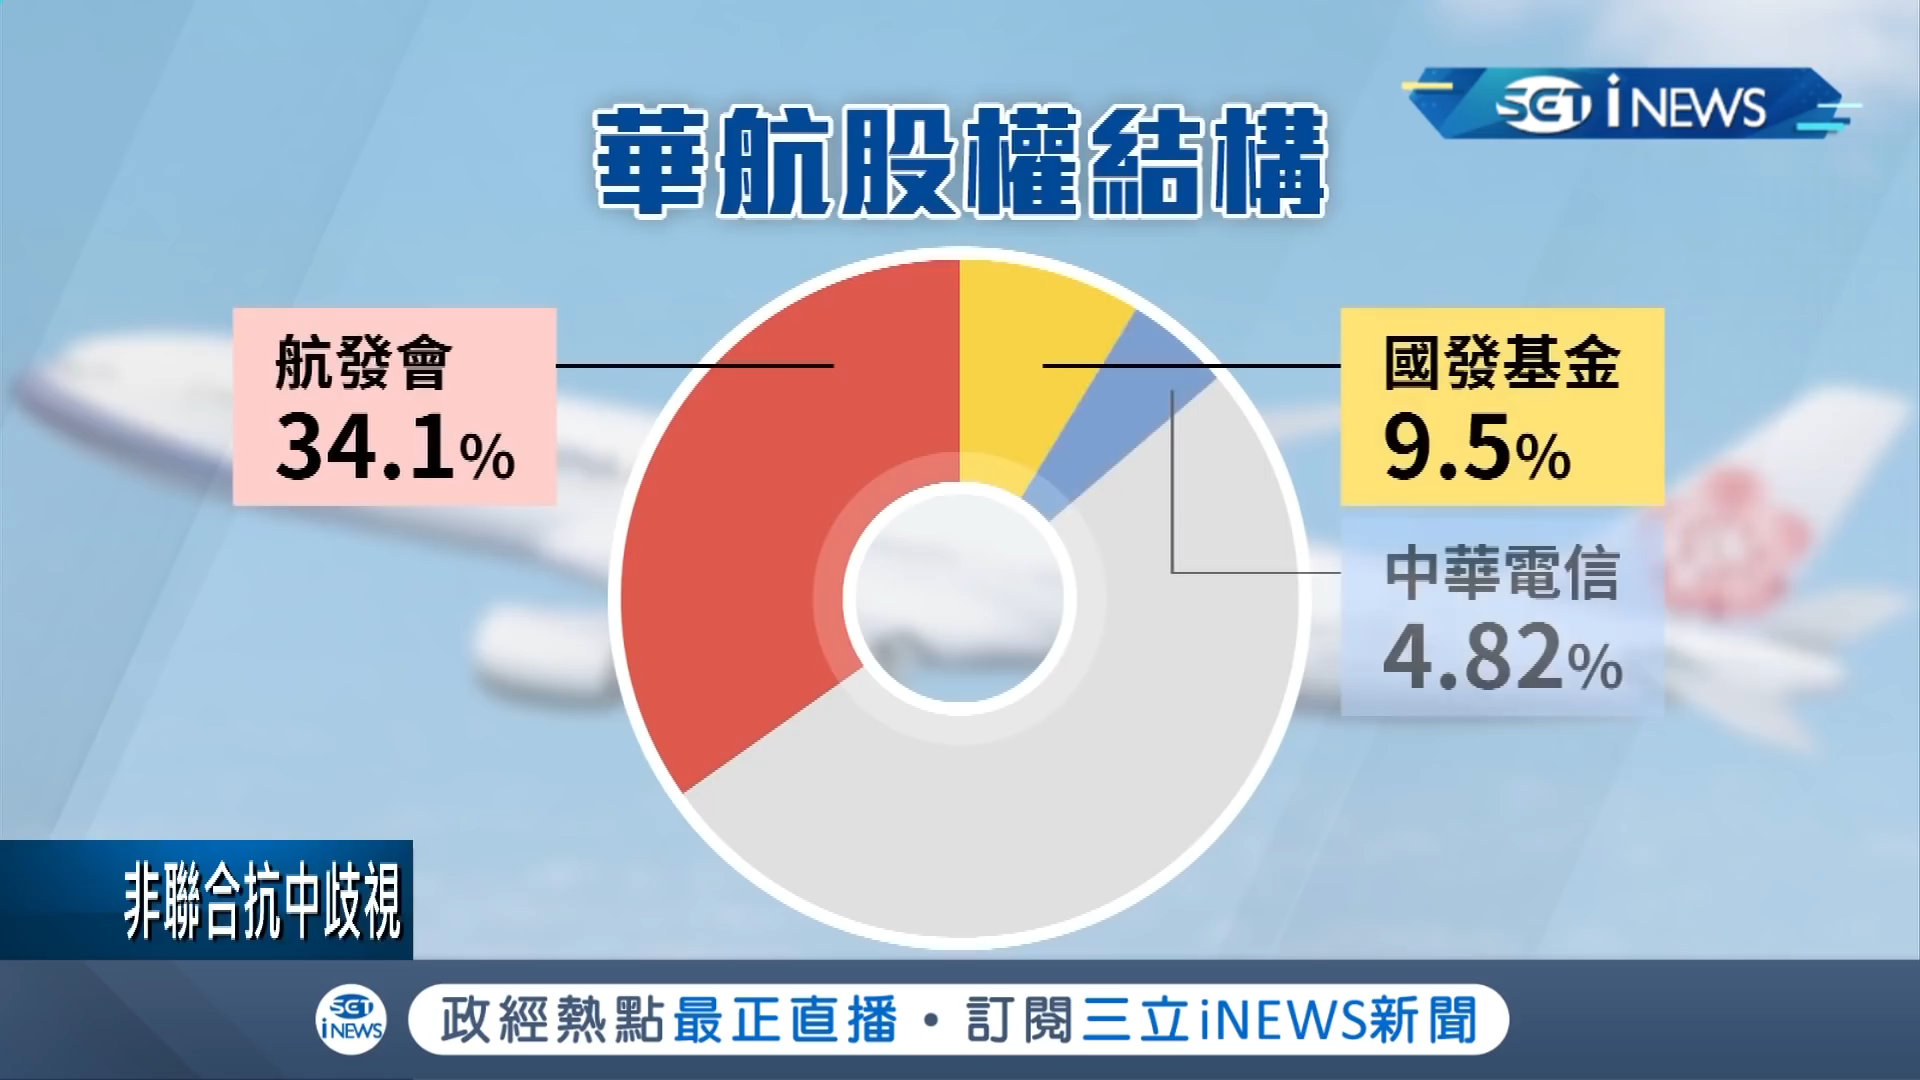 SET iNEWS
華航股權結構
航發會
34.1%
國發基金
9.5%
中華電信
4.82%
非聯合抗中歧視
SET iNEWS
政經熱點最正直播・訂閱三立iNEWS新聞